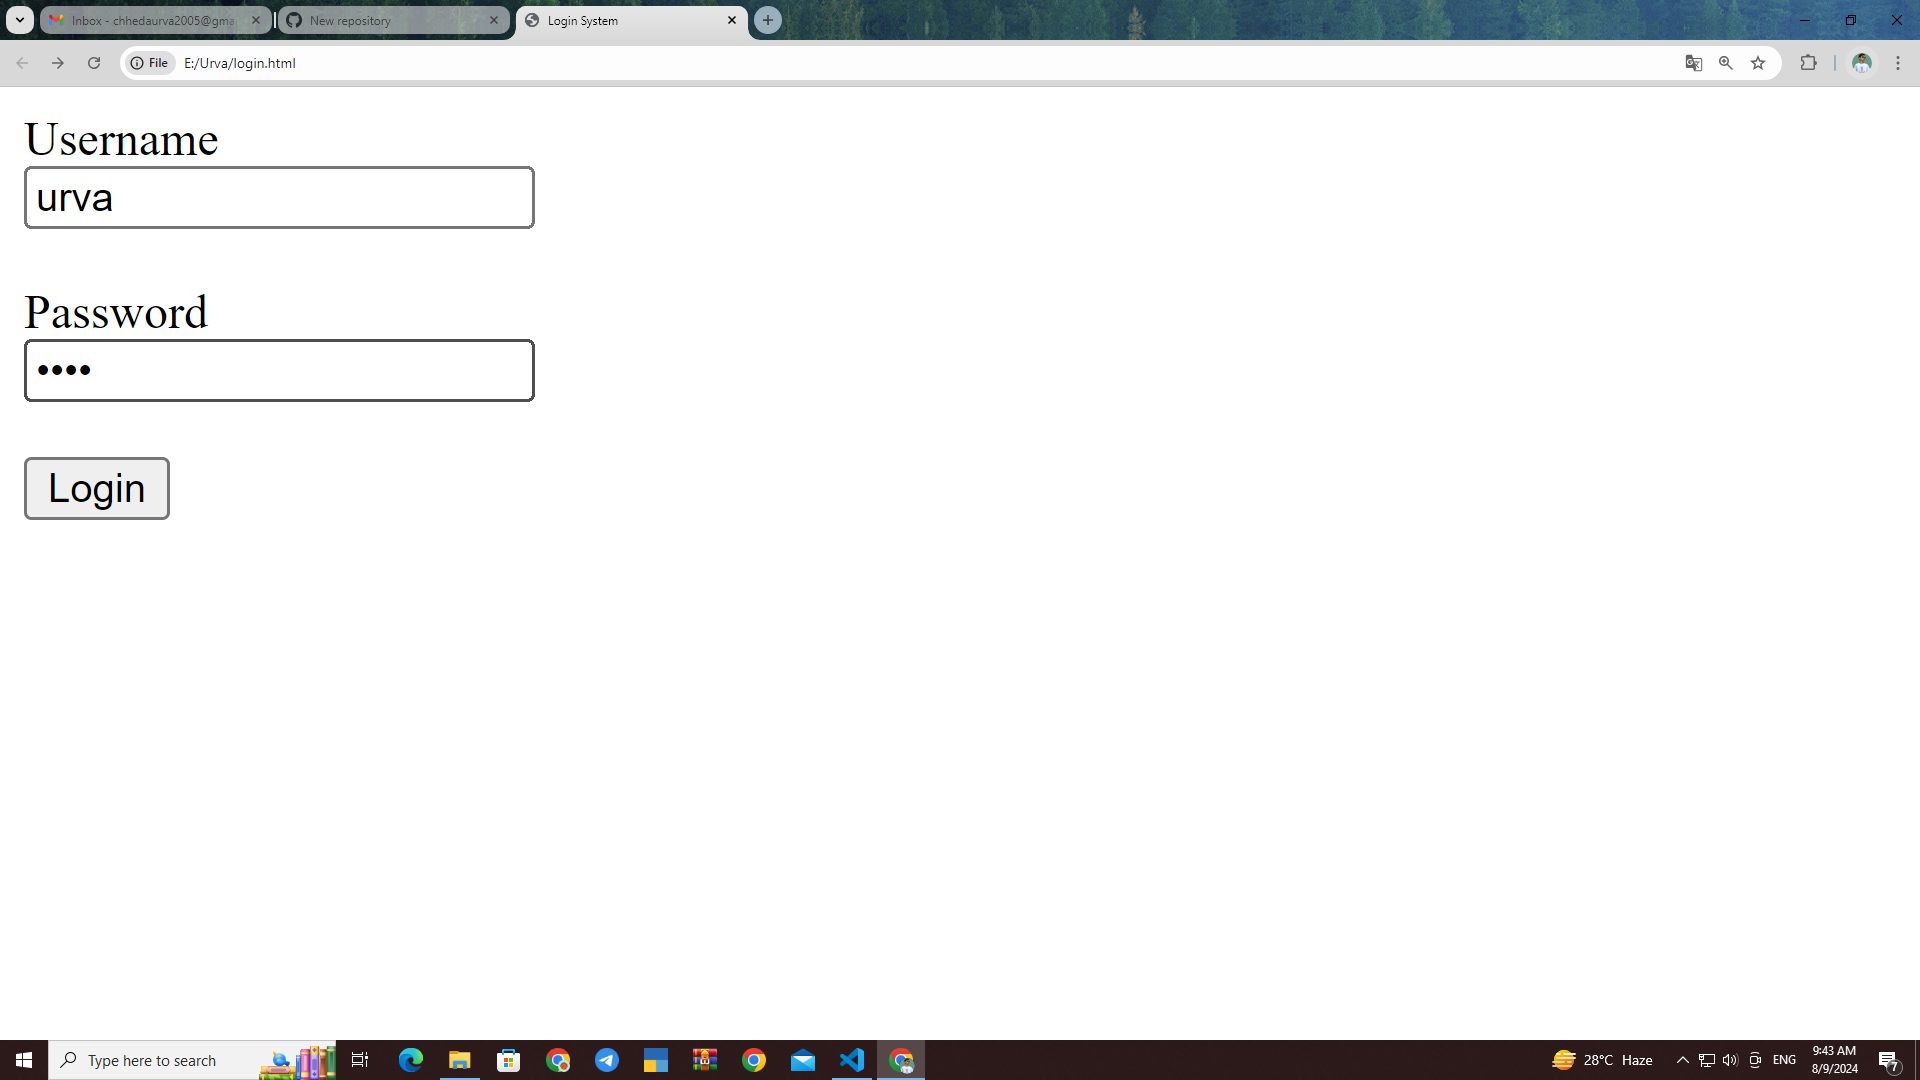 Inbox - chhedaurva2005@gma
New repository
Login System
File
E:/Urva/login.html
Username
urva
Password
••••
Login
Type here to search
28°C Haze
ENG
9:43 AM
8/9/2024
7